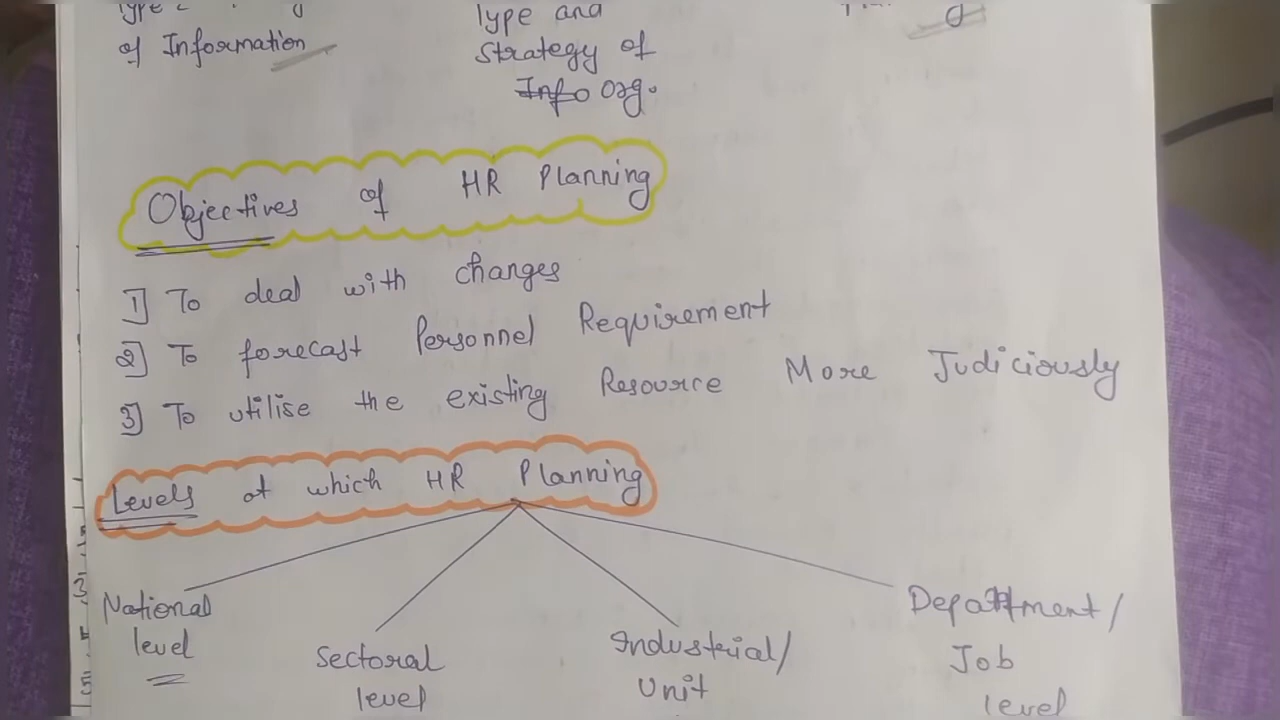 of Information
Type and
Strategy of
Info Org.
Objectives of HR Planning
1] To deal with changes
2] To forecast Personnel Requirement
3] To utilise the existing Resource More Judiciously
Levels at which HR Planning
National
level
Sectoral
level
Industrial/
Unit
Department/
Job
level